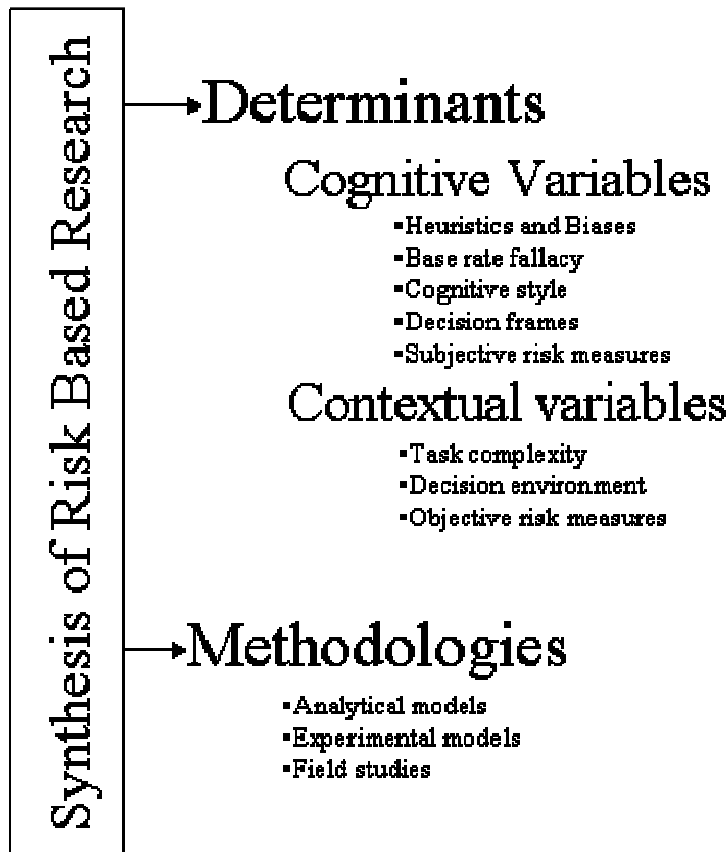 Synthesis of Risk Based Research
Determinants
Cognitive Variables
▪Heuristics and Biases
▪Base rate fallacy
▪Cognitive style
▪Decision frames
▪Subjective risk measures
Contextual variables
▪Task complexity
▪Decision environment
▪Objective risk measures
Methodologies
▪Analytical models
▪Experimental models
▪Field studies